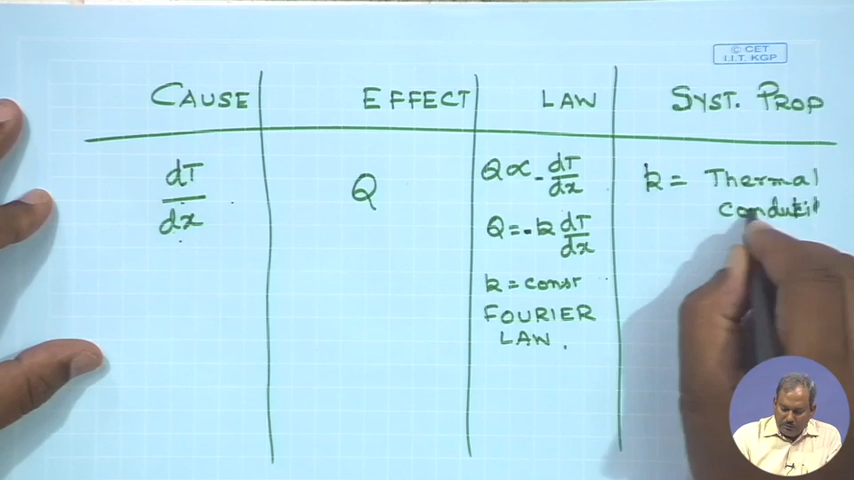 © CET
I.I.T. KGP
CAUSE EFFECT LAW SYST. PROP
dT/dx Q Q ∝ - dT/dx k = Thermal
Q = -k dT/dx
k = const
FOURIER
LAW.